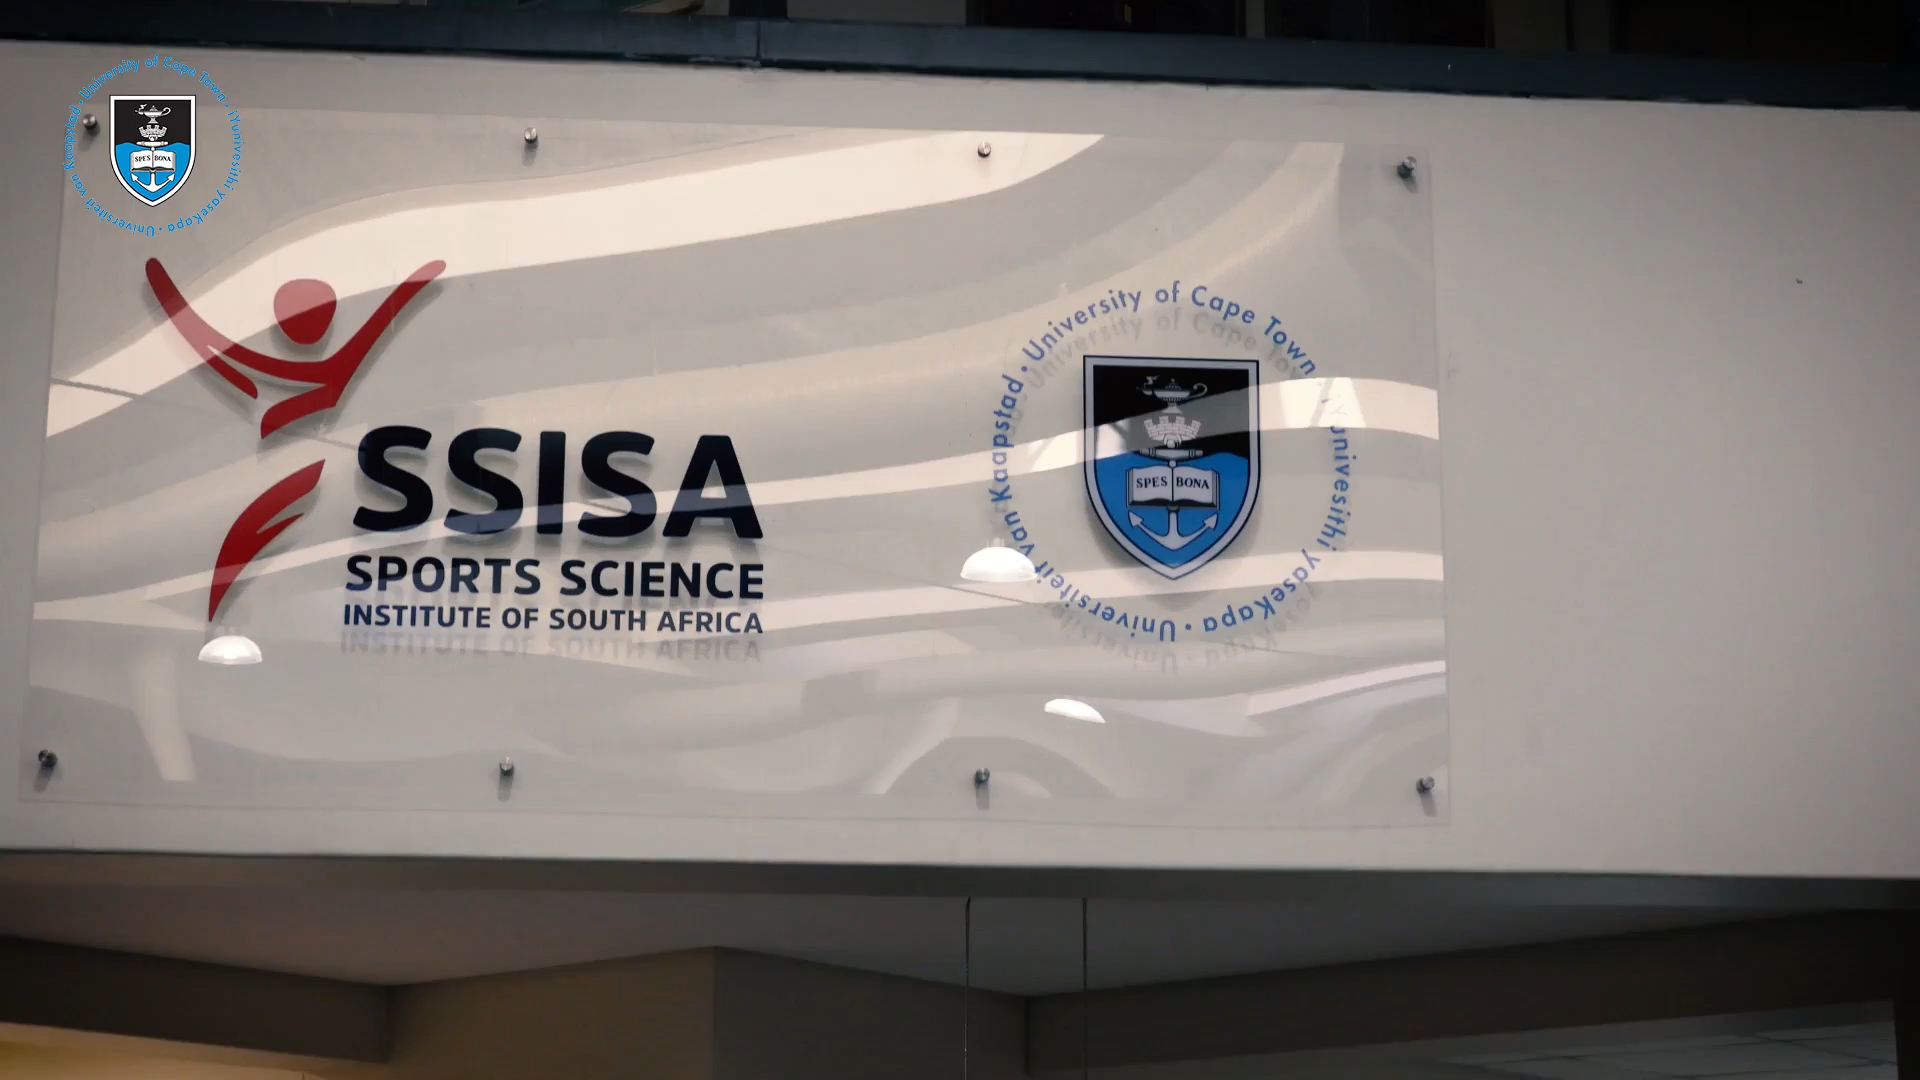 University of Cape Town · iYunivesithi yaseKapa · Universiteit van Kaapstad ·
SPES BONA
SSISA
SPORTS SCIENCE
INSTITUTE OF SOUTH AFRICA
University of Cape Town · iYunivesithi yaseKapa · Universiteit van Kaapstad ·
SPES BONA